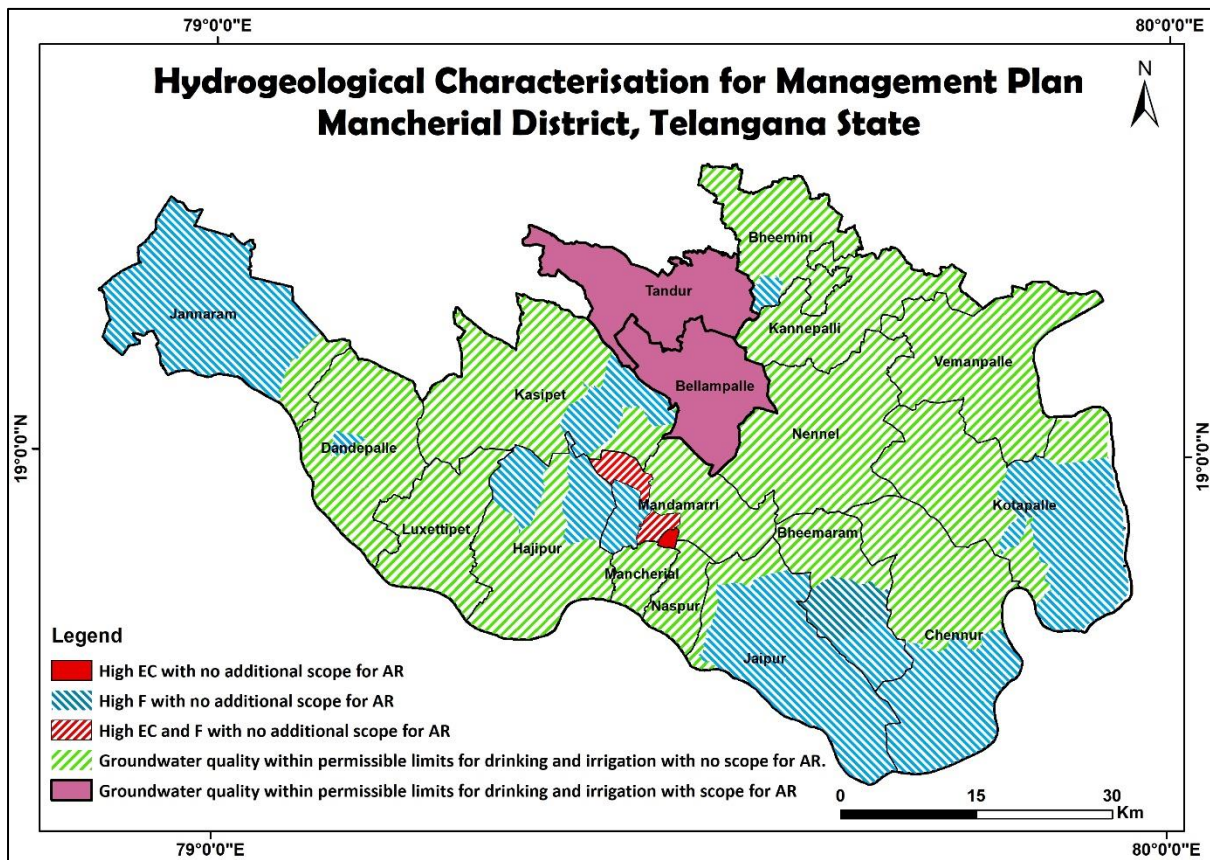 79°0'0"E
80°0'0"E
Hydrogeological Characterisation for Management Plan
Mancherial District, Telangana State
N
Bheemini
Tandur
Jannaram
Kannepalli
Vemanpalle
Bellampalle
Kasipet
19°0'0"N
19°0'0"N
Dandepalle
Nennel
Kotapalle
Mandamarri
Luxettipet
Hajipur
Bheemaram
Mancherial
Naspur
Chennur
Jaipur
Legend
High EC with no additional scope for AR
High F with no additional scope for AR
High EC and F with no additional scope for AR
Groundwater quality within permissible limits for drinking and irrigation with no scope for AR.
Groundwater quality within permissible limits for drinking and irrigation with scope for AR
0 15 30
Km
79°0'0"E
80°0'0"E